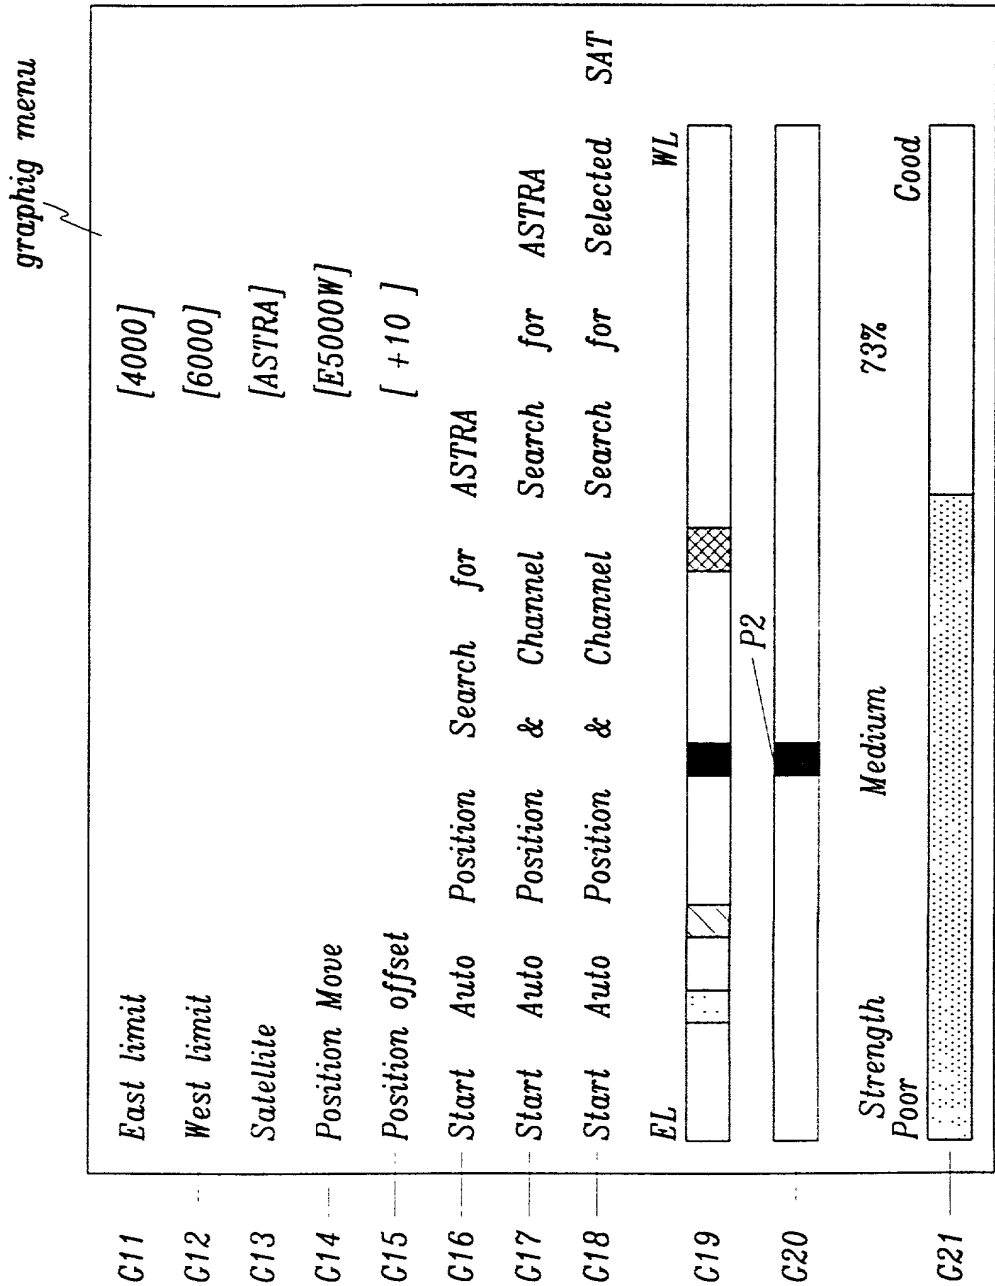 graphig menu
G11 East limit [4000]
G12 West limit [6000]
G13 Satellite [ASTRA]
G14 Position Move [E5000W]
G15 Position offset [ +10 ]
G16 Start Auto Position Search for ASTRA
G17 Start Auto Position & Channel Search for ASTRA
G18 Start Auto Position & Channel Search for Selected SAT
EL WL
G19
P2
G20
Strength Medium 73%
Poor Good
G21